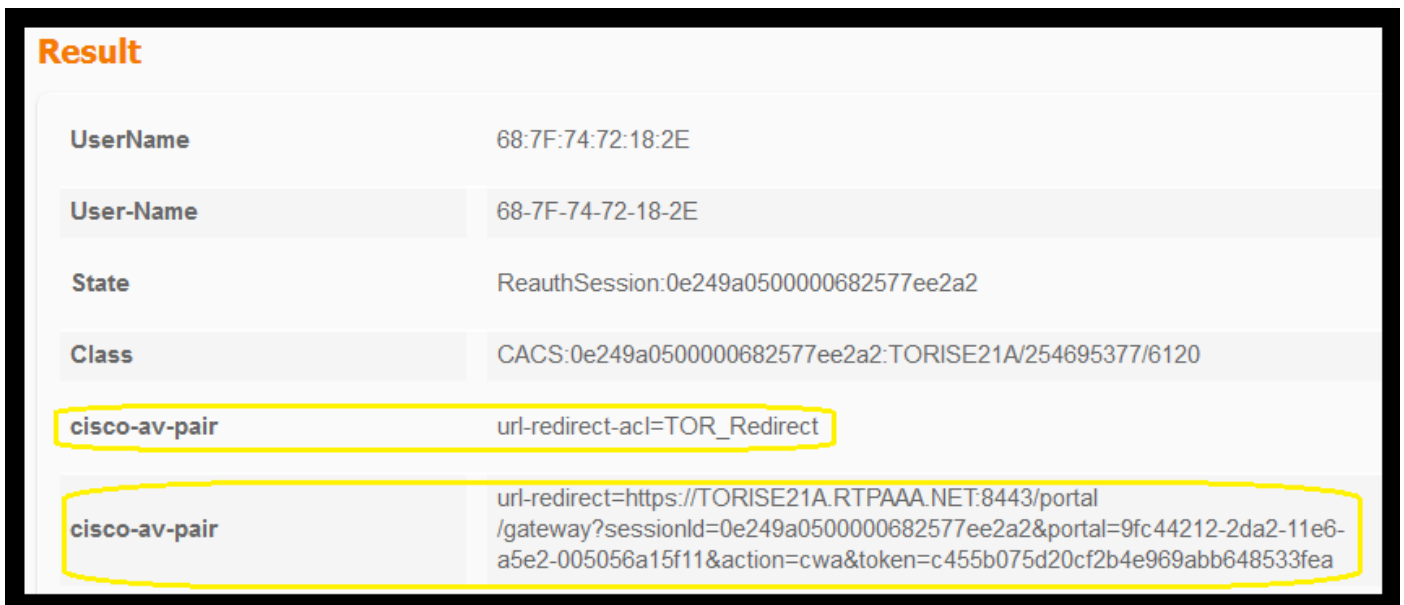 Result
UserName 68:7F:74:72:18:2E
User-Name 68-7F-74-72-18-2E
State ReauthSession:0e249a0500000682577ee2a2
Class CACS:0e249a0500000682577ee2a2:TORISE21A/254695377/6120
cisco-av-pair url-redirect-acl=TOR_Redirect
cisco-av-pair url-redirect=https://TORISE21A.RTPAAA.NET:8443/portal
/gateway?sessionId=0e249a0500000682577ee2a2&portal=9fc44212-2da2-11e6-
a5e2-005056a15f11&action=cwa&token=c455b075d20cf2b4e969abb648533fea